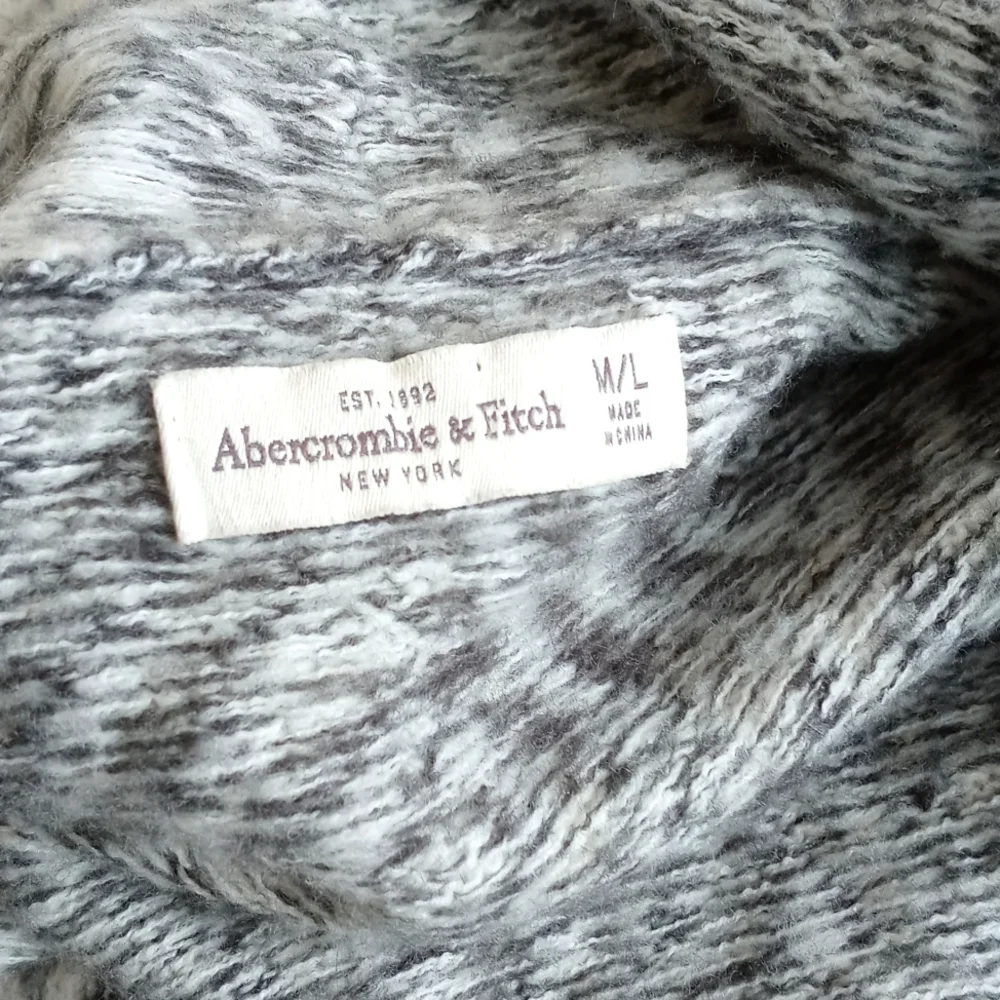 EST. 1892
Abercrombie & Fitch
NEW YORK
M/L
MADE
IN CHINA